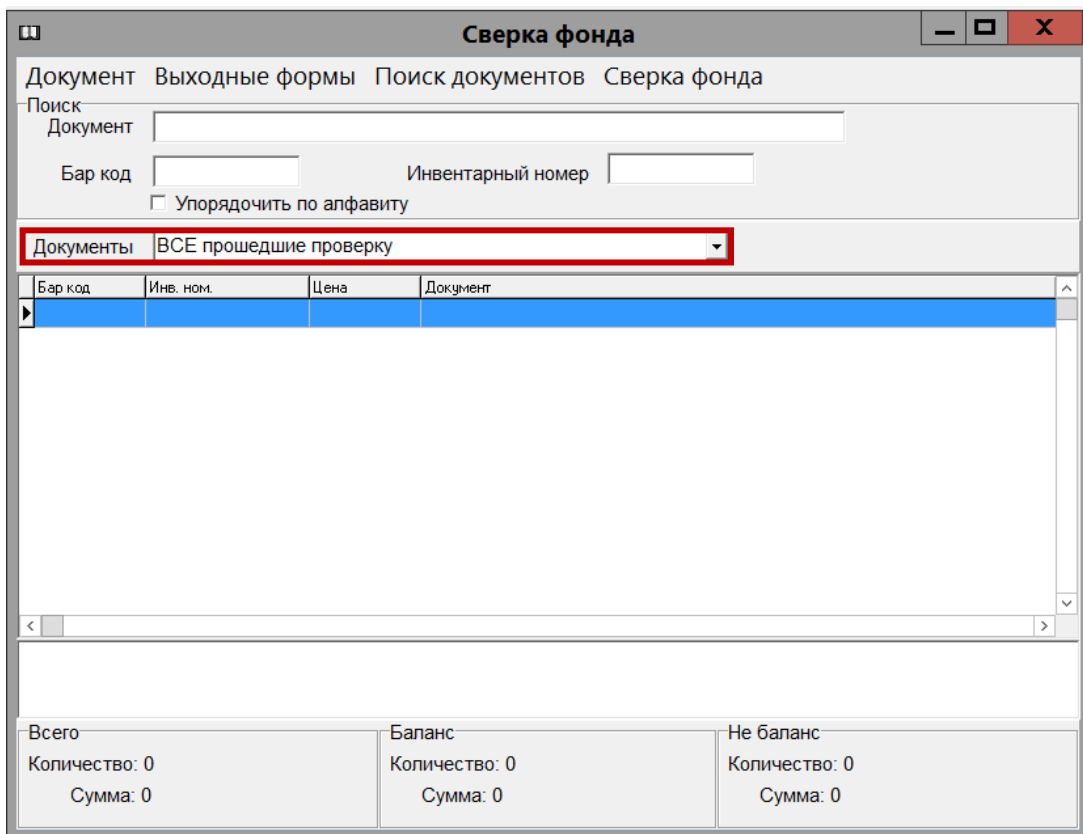 Сверка фонда
Документ Выходные формы Поиск документов Сверка фонда
Поиск
Документ
Бар код Инвентарный номер
Упорядочить по алфавиту
Документы ВСЕ прошедшие проверку
Бар код Инв. ном. Цена Документ
Всего Баланс Не баланс
Количество: 0 Количество: 0 Количество: 0
Сумма: 0 Сумма: 0 Сумма: 0